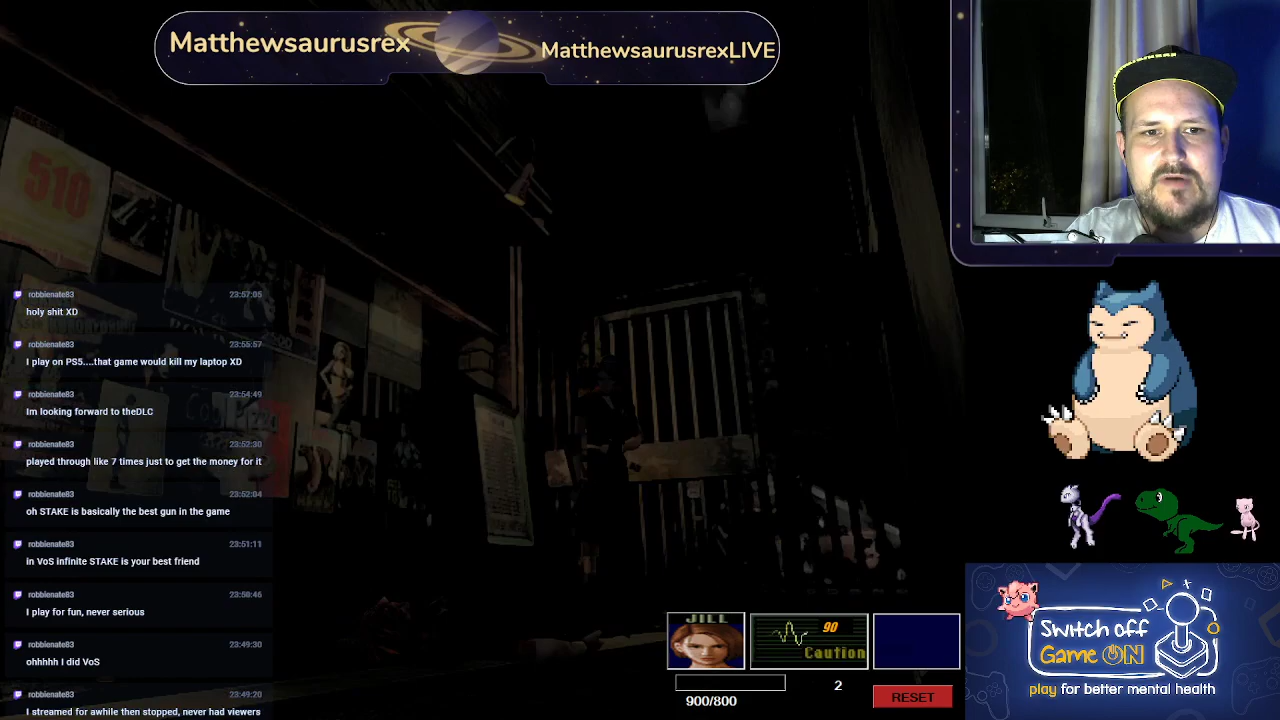 Matthewsaurusrex
MatthewsaurusrexLIVE
510
robbienate83 23:57:05
holy shit XD
robbienate83 23:55:57
I play on PS5....that game would kill my laptop XD
robbienate83 23:54:49
Im looking forward to theDLC
robbienate83 23:52:30
played through like 7 times just to get the money for it
robbienate83 23:52:04
oh STAKE is basically the best gun in the game
robbienate83 23:51:11
in VoS infinite STAKE is your best friend
robbienate83 23:50:46
I play for fun, never serious
robbienate83 23:49:30
ohhhhh I did VoS
robbienate83 23:49:20
I streamed for awhile then stopped, never had viewers
JILL
90
Caution
2
900/800
RESET
Switch off
Game ON
play for better mental health